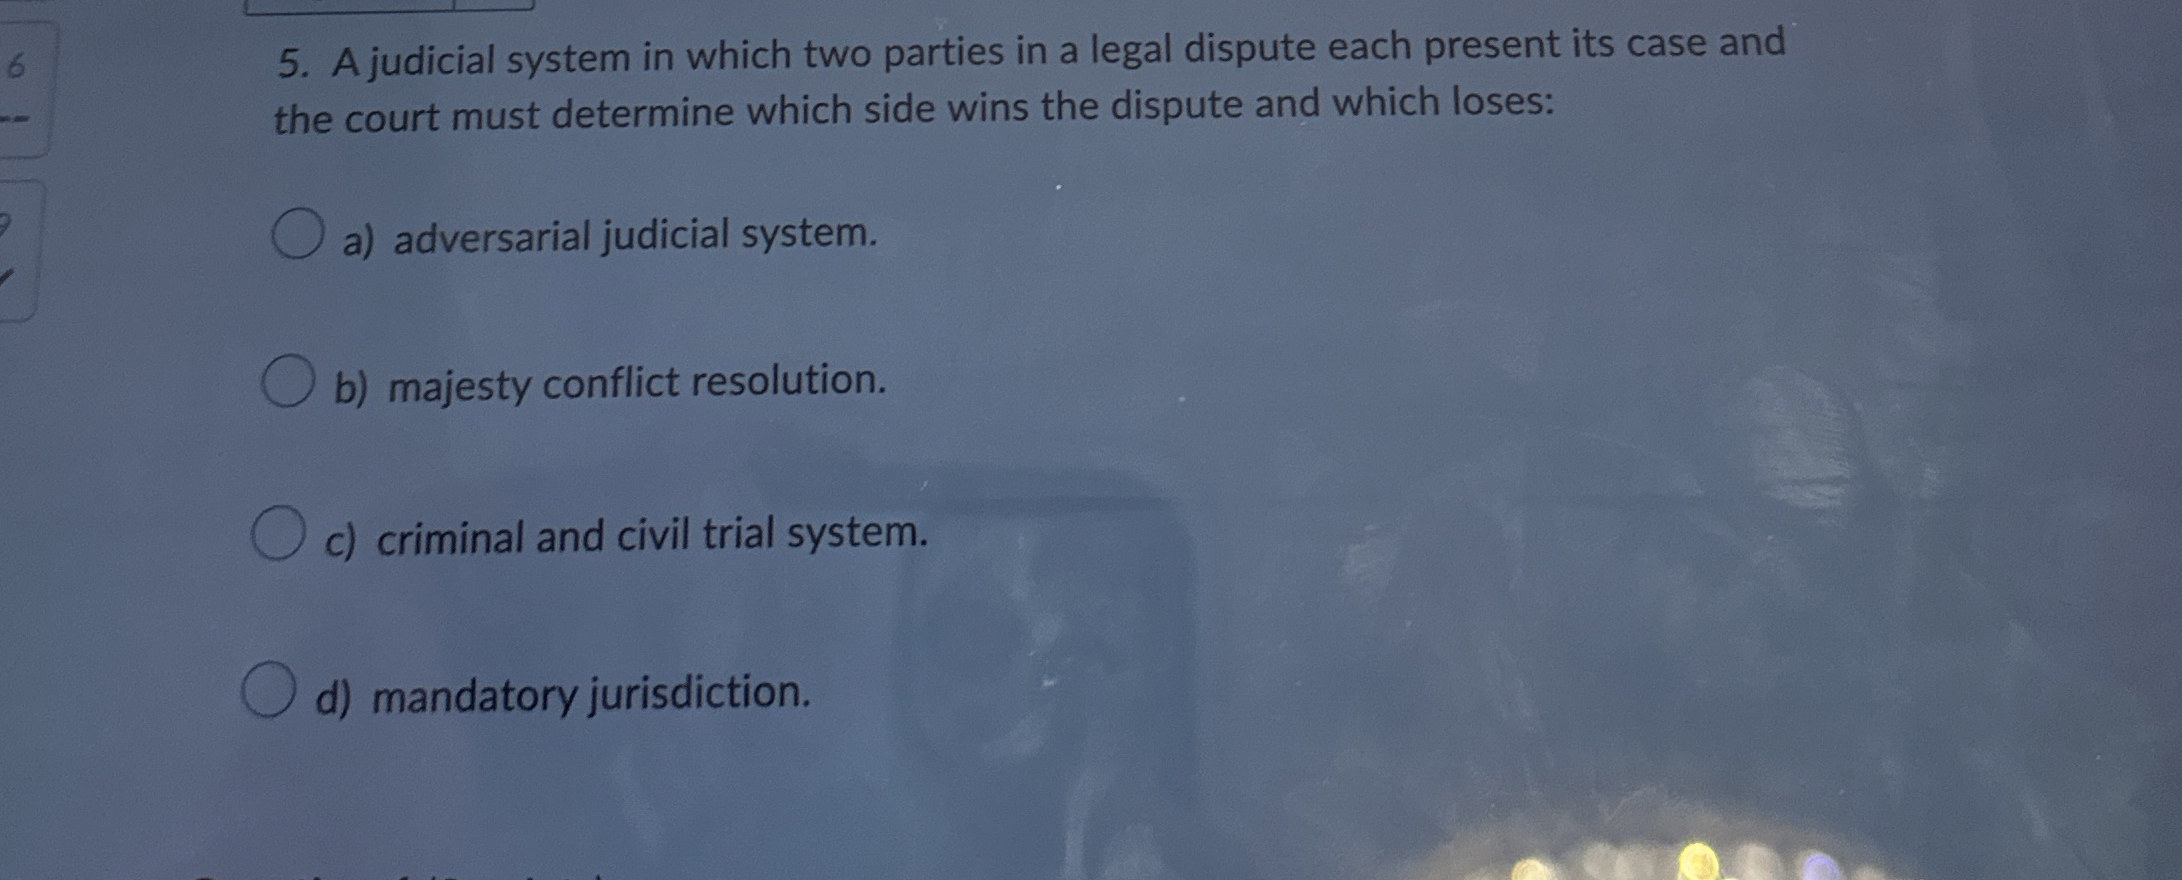 6
5. A judicial system in which two parties in a legal dispute each present its case and
the court must determine which side wins the dispute and which loses:
a) adversarial judicial system.
b) majesty conflict resolution.
c) criminal and civil trial system.
d) mandatory jurisdiction.